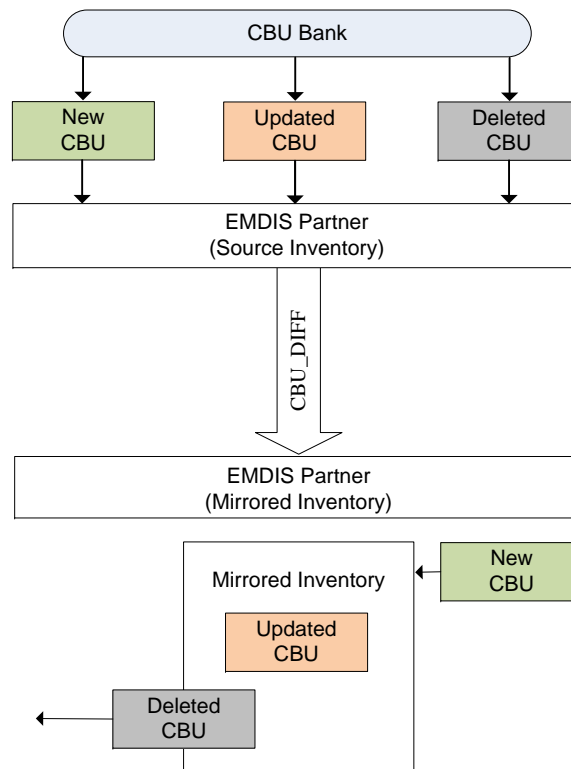 CBU Bank
New
CBU
Updated
CBU
Deleted
CBU
EMDIS Partner
(Source Inventory)
CBU_DIFF
EMDIS Partner
(Mirrored Inventory)
Mirrored Inventory
New
CBU
Updated
CBU
Deleted
CBU